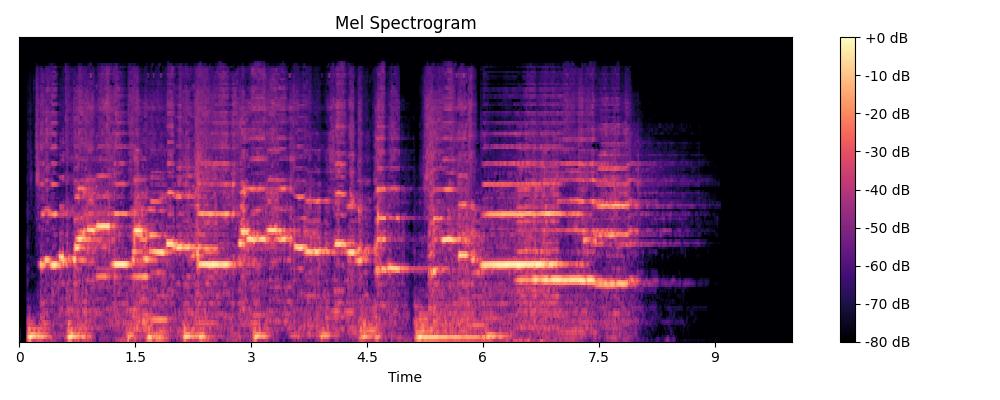 Mel Spectrogram
+0 dB
-10 dB
-20 dB
-30 dB
-40 dB
-50 dB
-60 dB
-70 dB
-80 dB
0 1.5 3 4.5 6 7.5 9
Time